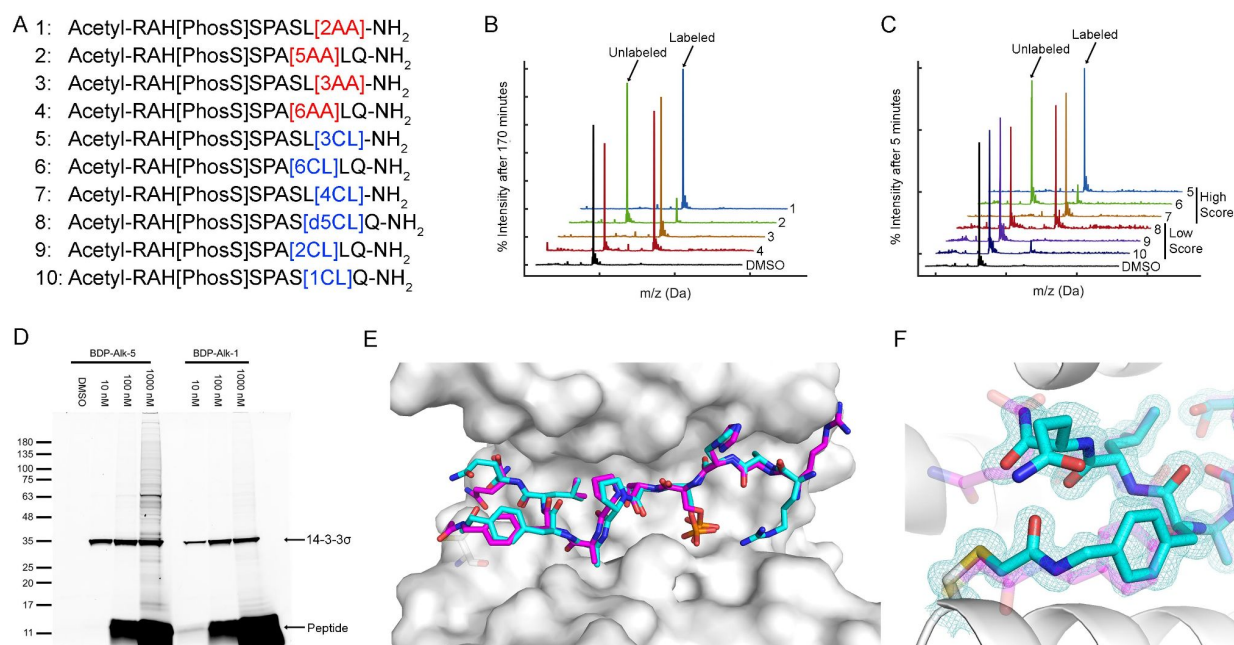 A
1: Acetyl-RAH[PhosS]SPASL[2AA]-NH2
2: Acetyl-RAH[PhosS]SPA[5AA]LQ-NH2
3: Acetyl-RAH[PhosS]SPASL[3AA]-NH2
4: Acetyl-RAH[PhosS]SPA[6AA]LQ-NH2
5: Acetyl-RAH[PhosS]SPASL[3CL]-NH2
6: Acetyl-RAH[PhosS]SPA[6CL]LQ-NH2
7: Acetyl-RAH[PhosS]SPASL[4CL]-NH2
8: Acetyl-RAH[PhosS]SPAS[d5CL]Q-NH2
9: Acetyl-RAH[PhosS]SPA[2CL]LQ-NH2
10: Acetyl-RAH[PhosS]SPAS[1CL]Q-NH2
B
% Intensiity after 170 minutes
Unlabeled
Labeled
1
2
3
4
DMSO
m/z (Da)
C
% Intensity after 5 minutes
Unlabeled
Labeled
5
6
7
8
9
10
DMSO
High
Score
Low
Score
m/z (Da)
D
BDP-Alk-5
BDP-Alk-1
DMSO
10 nM
100 nM
1000 nM
10 nM
100 nM
1000 nM
180
135
100
75
63
48
35
25
20
17
11
14-3-3σ
Peptide
E
F